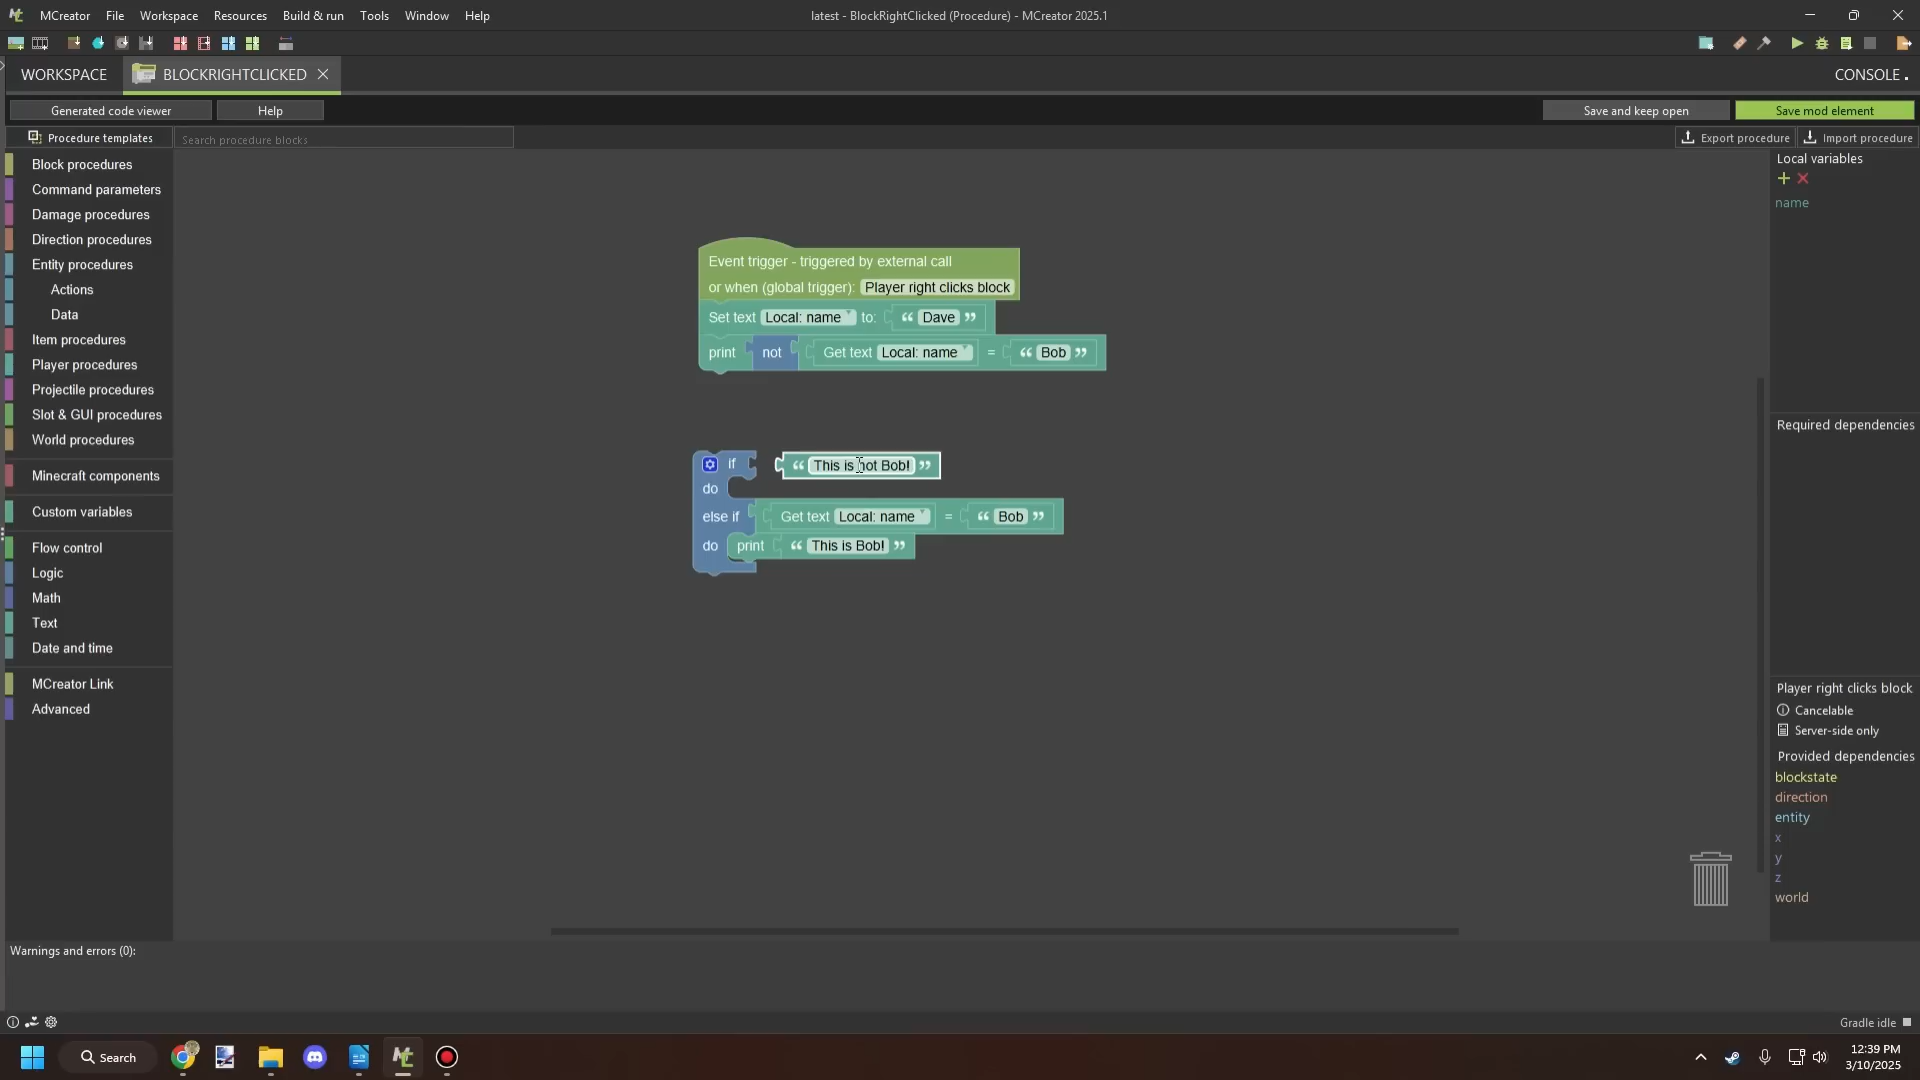 MCreator File Workspace Resources Build & run Tools Window Help
latest - BlockRightClicked (Procedure) - MCreator 2025.1
WORKSPACE BLOCKRIGHTCLICKED
CONSOLE
Generated code viewer Help
Save and keep open Save mod element
Procedure templates
Search procedure blocks
Export procedure Import procedure
Block procedures
Command parameters
Damage procedures
Direction procedures
Entity procedures
Actions
Data
Item procedures
Player procedures
Projectile procedures
Slot & GUI procedures
World procedures
Minecraft components
Custom variables
Flow control
Logic
Math
Text
Date and time
MCreator Link
Advanced
Event trigger - triggered by external call
or when (global trigger): Player right clicks block
Set text Local: name to: “ Dave ”
print not Get text Local: name = “ Bob ”
if “ This is not Bob! ”
do
else if Get text Local: name = “ Bob ”
do print “ This is Bob! ”
Local variables
name
Required dependencies
Player right clicks block
Cancelable
Server-side only
Provided dependencies
blockstate
direction
entity
x
y
z
world
Warnings and errors (0):
Gradle idle
Search
12:39 PM
3/10/2025